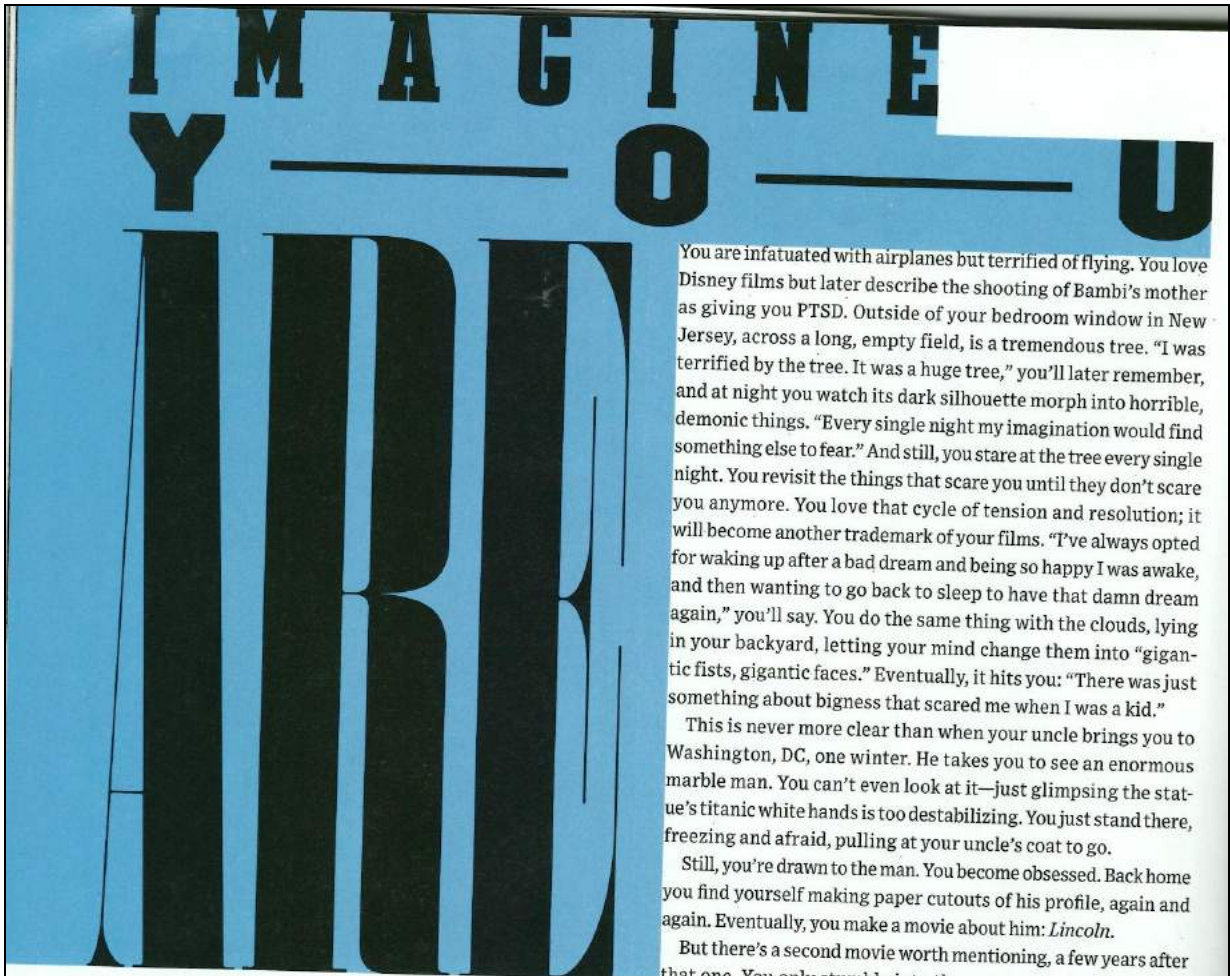 IMAGINE
YOU
ARE
You are infatuated with airplanes but terrified of flying. You love
Disney films but later describe the shooting of Bambi’s mother
as giving you PTSD. Outside of your bedroom window in New
Jersey, across a long, empty field, is a tremendous tree. “I was
terrified by the tree. It was a huge tree,” you’ll later remember,
and at night you watch its dark silhouette morph into horrible,
demonic things. “Every single night my imagination would find
something else to fear.” And still, you stare at the tree every single
night. You revisit the things that scare you until they don’t scare
you anymore. You love that cycle of tension and resolution; it
will become another trademark of your films. “I’ve always opted
for waking up after a bad dream and being so happy I was awake,
and then wanting to go back to sleep to have that damn dream
again,” you’ll say. You do the same thing with the clouds, lying
in your backyard, letting your mind change them into “gigan-
tic fists, gigantic faces.” Eventually, it hits you: “There was just
something about bigness that scared me when I was a kid.”
This is never more clear than when your uncle brings you to
Washington, DC, one winter. He takes you to see an enormous
marble man. You can’t even look at it—just glimpsing the stat-
ue’s titanic white hands is too destabilizing. You just stand there,
freezing and afraid, pulling at your uncle’s coat to go.
Still, you’re drawn to the man. You become obsessed. Back home
you find yourself making paper cutouts of his profile, again and
again. Eventually, you make a movie about him: Lincoln.
But there’s a second movie worth mentioning, a few years after
that one. You only